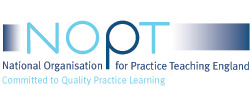 NOPT
National Organisation for Practice Teaching England
Committed to Quality Practice Learning